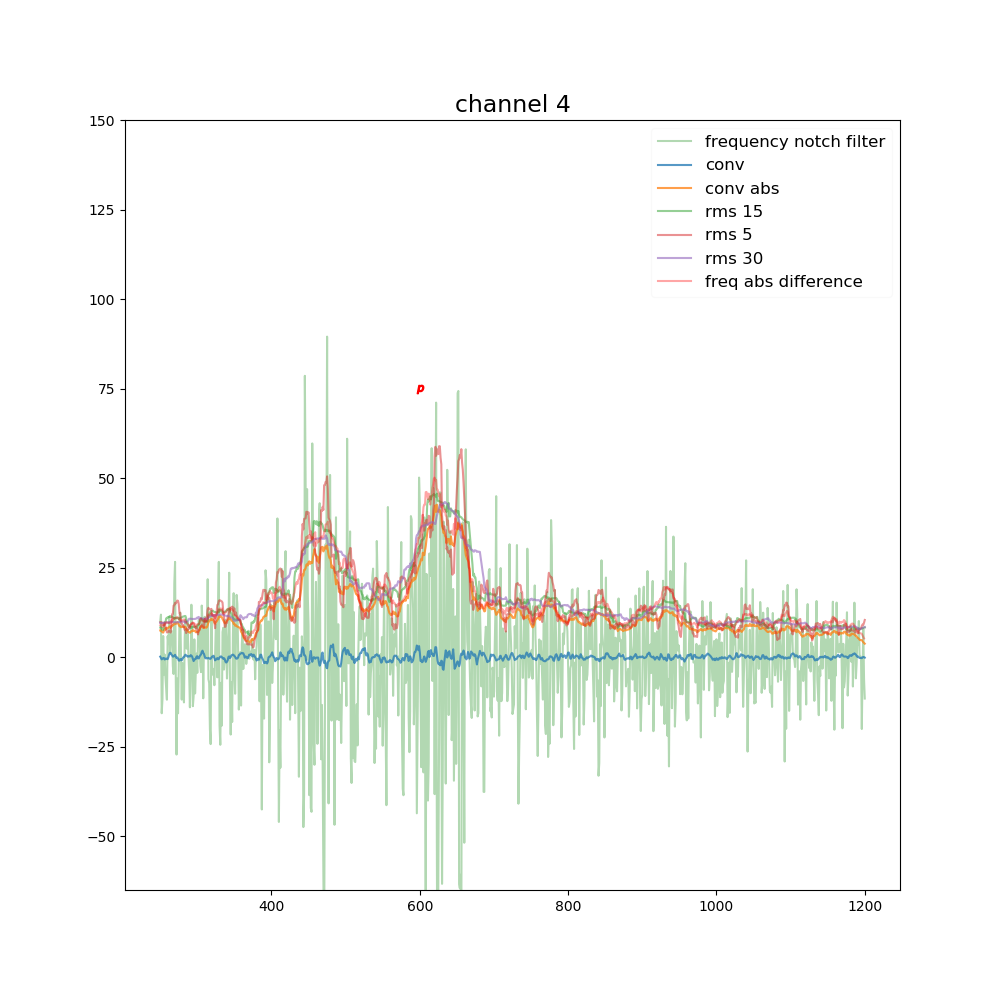 channel 4
150
125
100
75
50
25
0
−25
−50
400 600 800 1000 1200
frequency notch filter
conv
conv abs
rms 15
rms 5
rms 30
freq abs difference
p